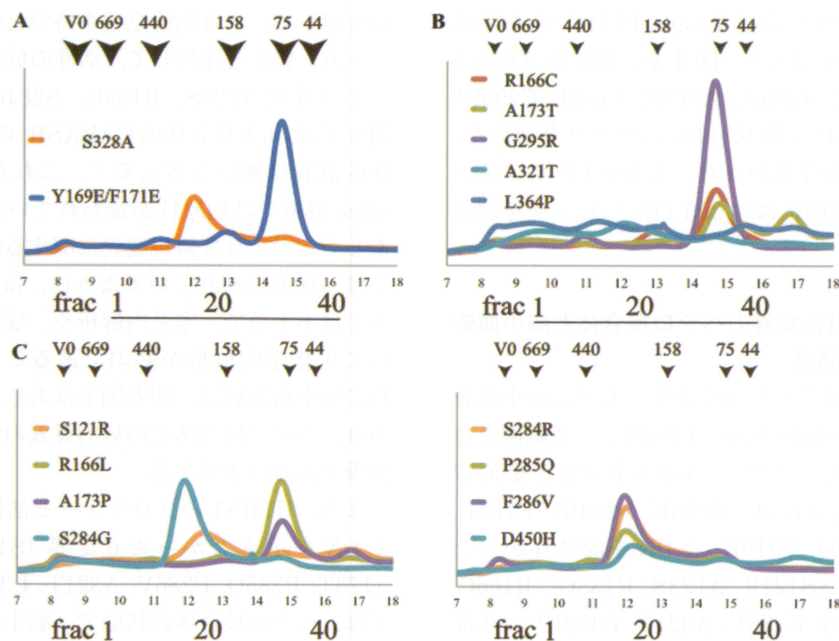 A
V0 669 440 158 75 44
S328A
Y169E/F171E
7 8 9 10 11 12 13 14 15 16 17 18
frac 1 20 40
B
V0 669 440 158 75 44
R166C
A173T
G295R
A321T
L364P
7 8 9 10 11 12 13 14 15 16 17 18
frac 1 20 40
C
V0 669 440 158 75 44
S121R
R166L
A173P
S284G
7 8 9 10 11 12 13 14 15 16 17 18
frac 1 20 40
V0 669 440 158 75 44
S284R
P285Q
F286V
D450H
7 8 9 10 11 12 13 14 15 16 17 18
frac 1 20 40